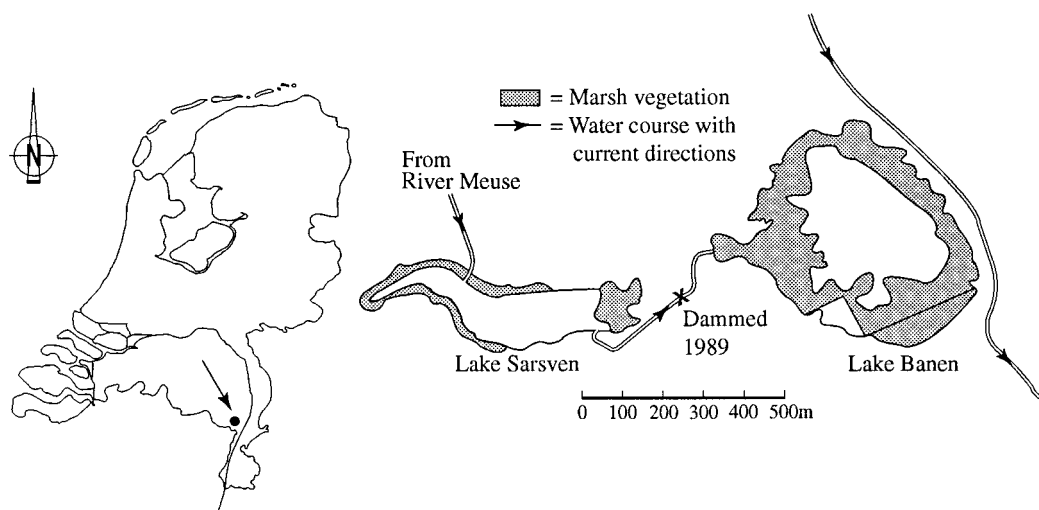 N
= Marsh vegetation
= Water course with
current directions
From
River Meuse
Dammed
1989
Lake Sarsven
Lake Banen
0 100 200 300 400 500m